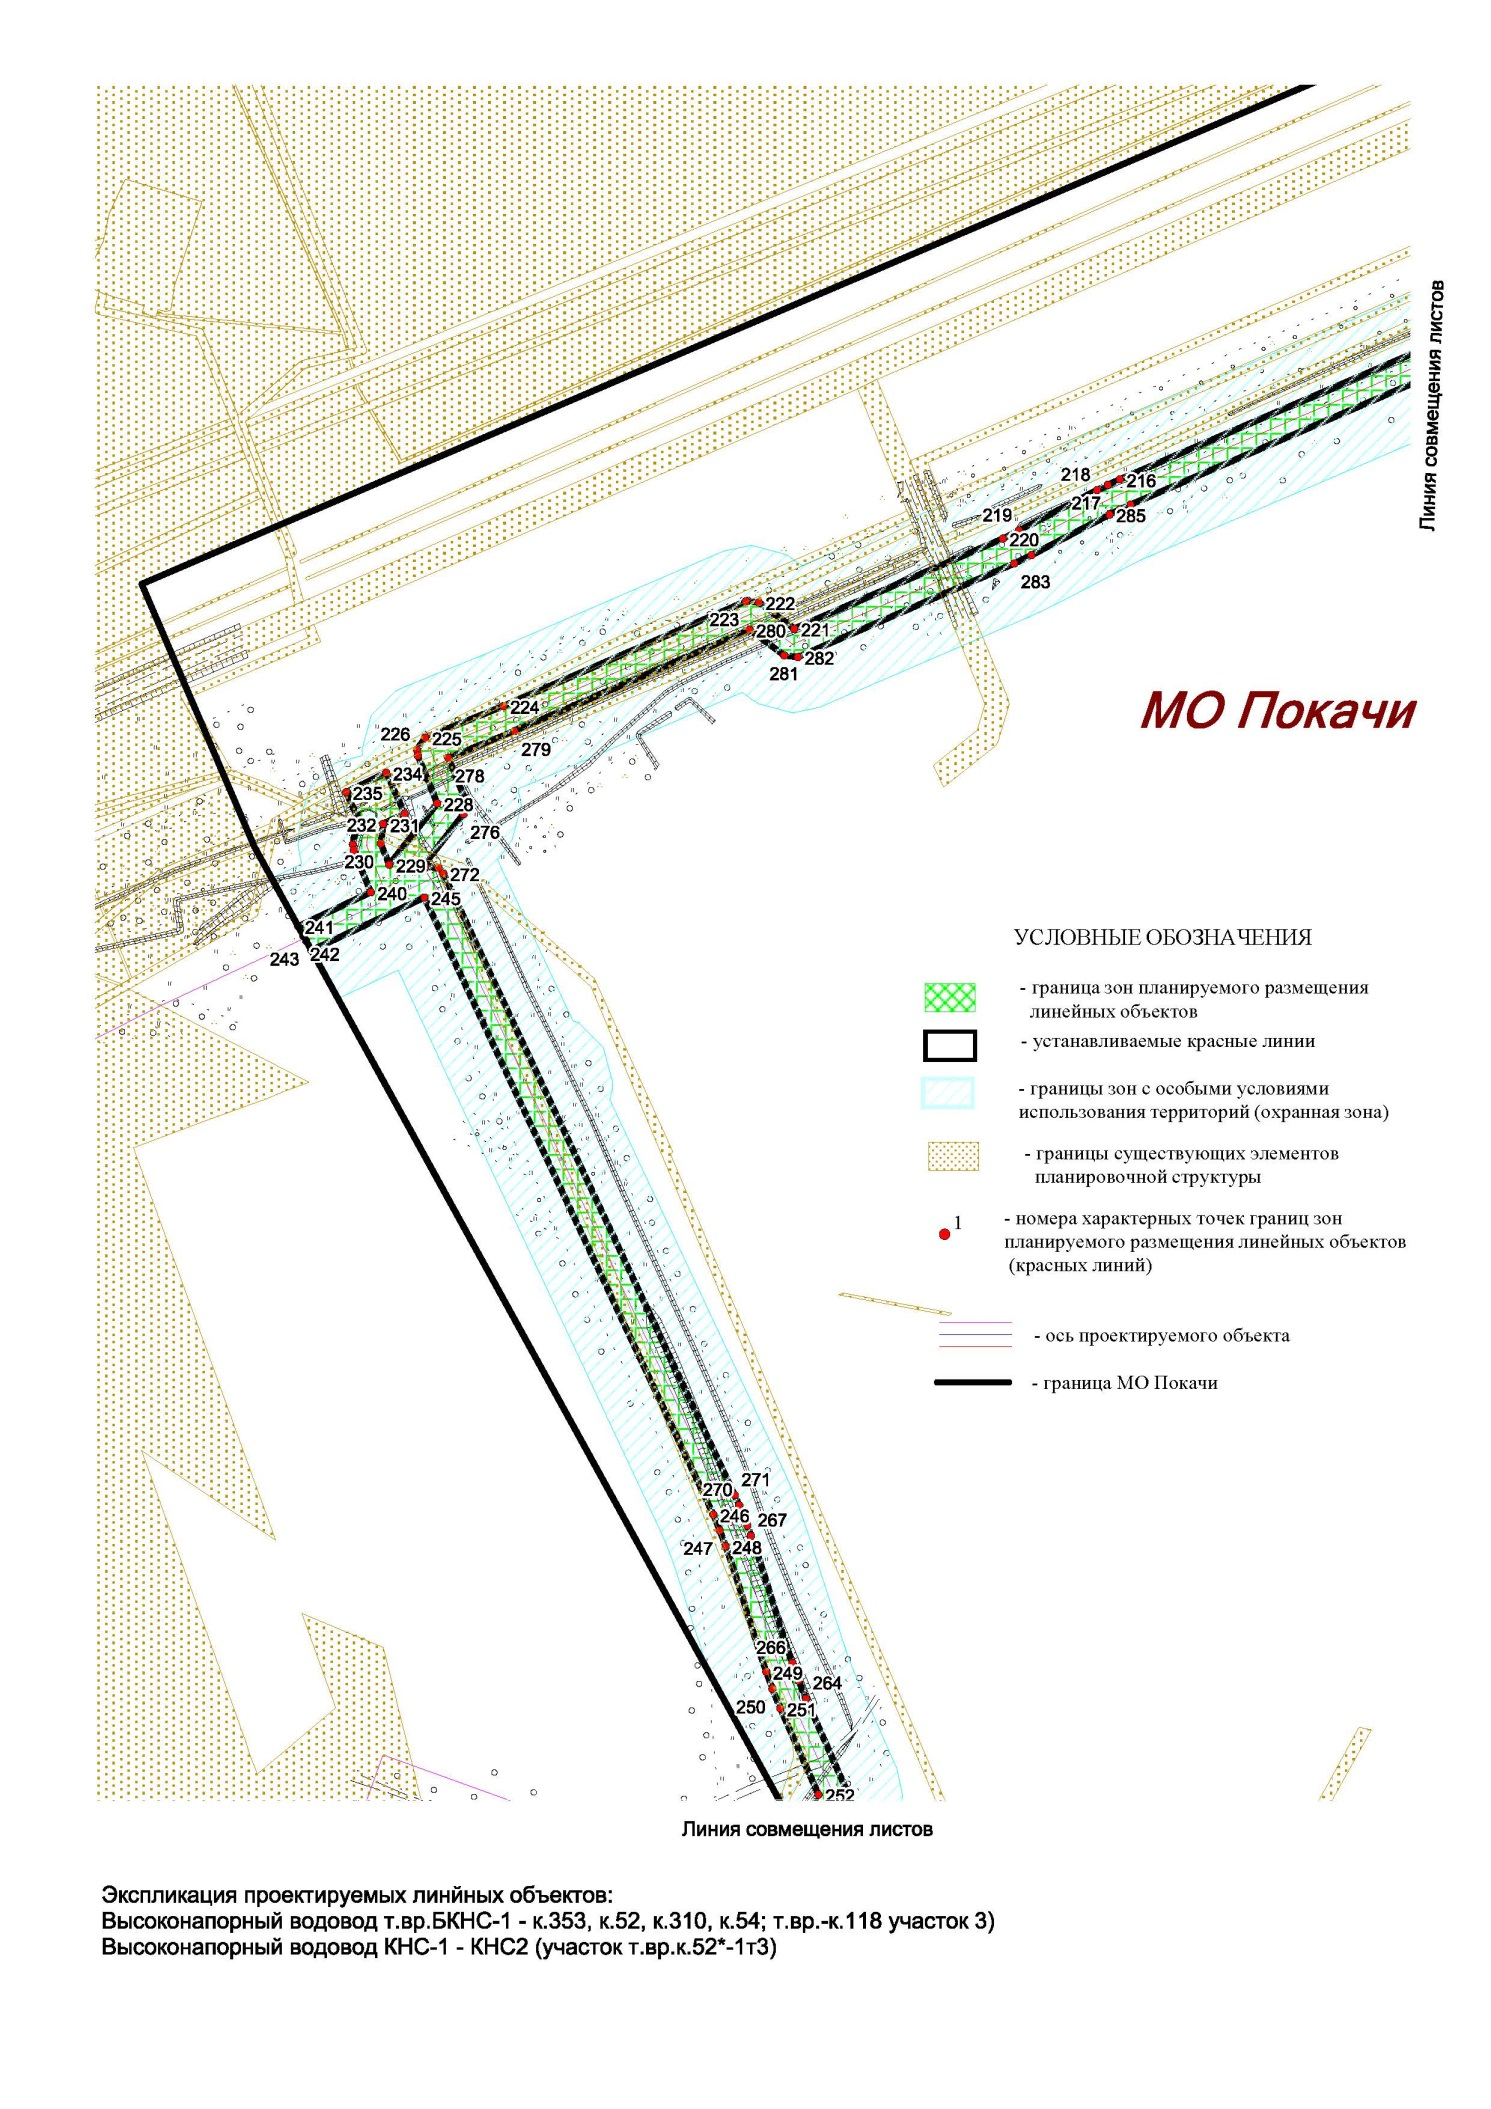 Линия совмещения листов
218
216
217
285
219
220
283
222
223
280
221
282
281
МО Покачи
224
226
225
279
234
278
235
228
232
231
276
230
229
272
240
245
241
242
243
УСЛОВНЫЕ ОБОЗНАЧЕНИЯ
- граница зон планируемого размещения
линейных объектов
- устанавливаемые красные линии
- границы зон с особыми условиями
использования территорий (охранная зона)
- границы существующих элементов
планировочной структуры
1
- номера характерных точек границ зон
планируемого размещения линейных объектов
(красных линий)
- ось проектируемого объекта
- граница МО Покачи
271
270
246
267
247
248
266
249
264
250
251
252
Линия совмещения листов
Экспликация проектируемых линйных объектов:
Высоконапорный водовод т.вр.БКНС-1 - к.353, к.52, к.310, к.54; т.вр.-к.118 участок 3)
Высоконапорный водовод КНС-1 - КНС2 (участок т.вр.к.52*-1т3)